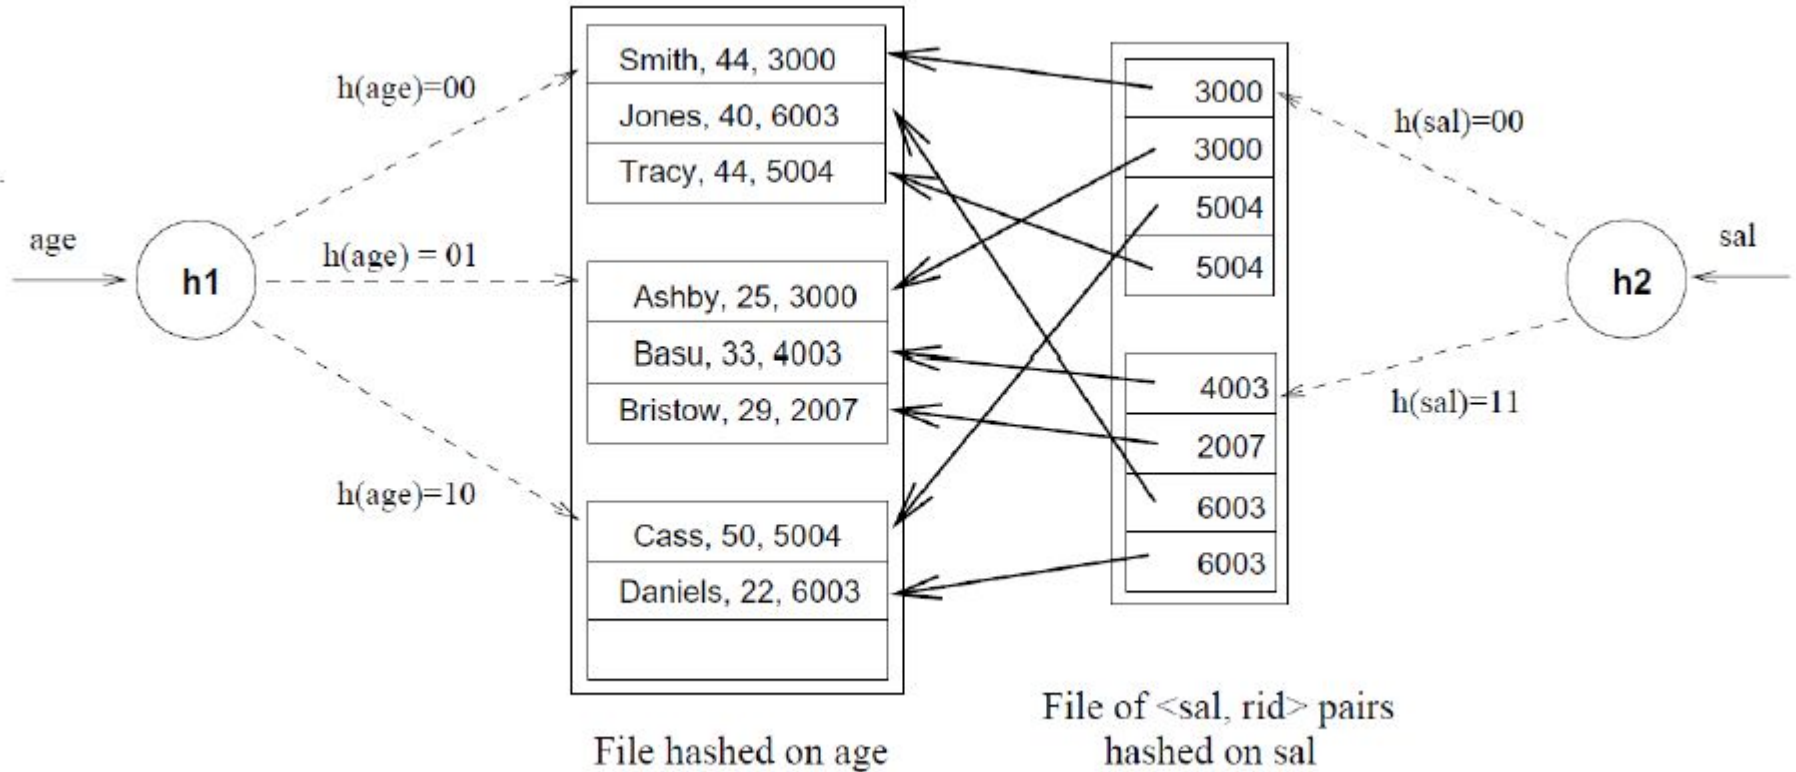 age
h1
h(age)=00
h(age) = 01
h(age)=10
Smith, 44, 3000
Jones, 40, 6003
Tracy, 44, 5004
Ashby, 25, 3000
Basu, 33, 4003
Bristow, 29, 2007
Cass, 50, 5004
Daniels, 22, 6003
File hashed on age
3000
3000
5004
5004
4003
2007
6003
6003
File of <sal, rid> pairs
hashed on sal
h(sal)=00
h(sal)=11
h2
sal